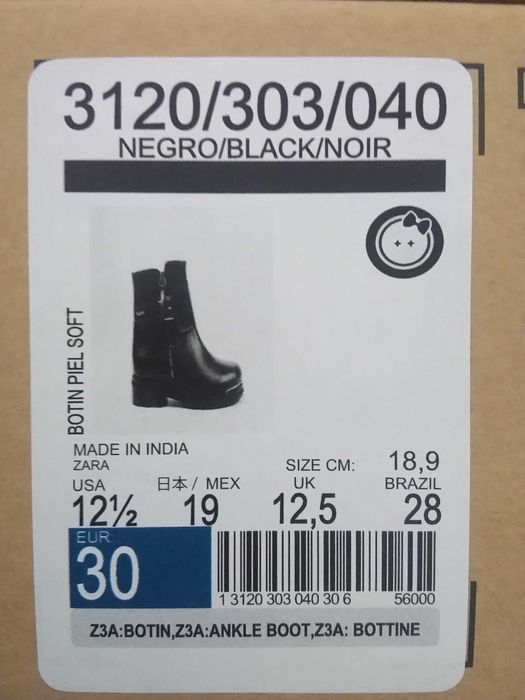 3120/303/040
NEGRO/BLACK/NOIR
BOTIN PIEL SOFT
MADE IN INDIA
ZARA
SIZE CM: 18,9
USA 日本/ MEX UK BRAZIL
12½ 19 12,5 28
EUR:
30
1 3120 303 040 30 6 56000
Z3A:BOTIN,Z3A:ANKLE BOOT,Z3A: BOTTINE